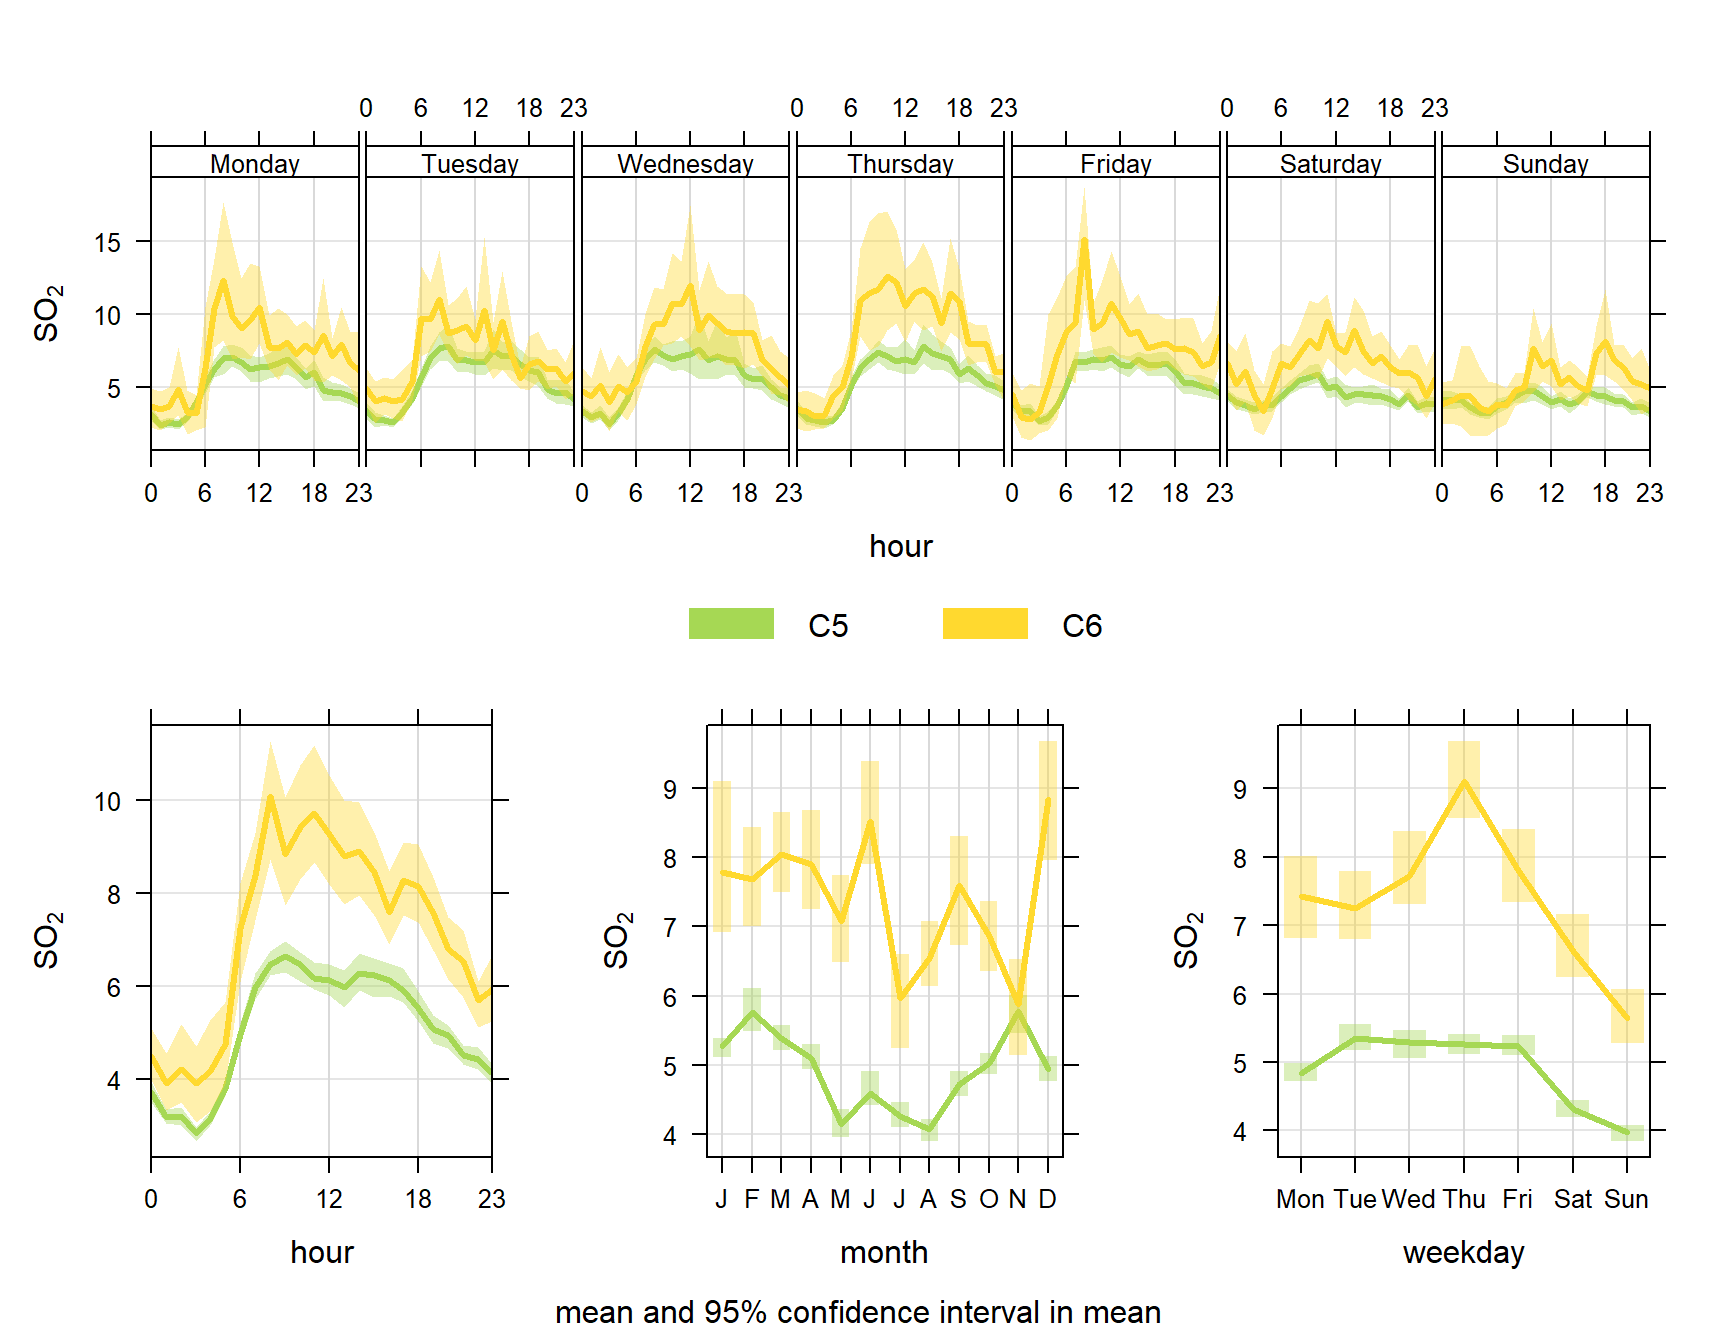 0 6 12 18 23 0 6 12 18 23 0 6 12 18 23
Monday Tuesday Wednesday Thursday Friday Saturday Sunday
15
10
5
SO2
0 6 12 18 23 0 6 12 18 23 0 6 12 18 23 0 6 12 18 23
hour
C5 C6
10
8
6
4
SO2
0 6 12 18 23
hour
9
8
7
6
5
4
SO2
J F M A M J J A S O N D
month
9
8
7
6
5
4
SO2
Mon Tue Wed Thu Fri Sat Sun
weekday
mean and 95% confidence interval in mean